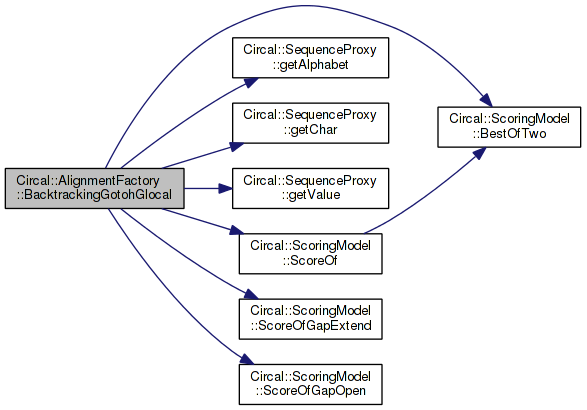 Circal::AlignmentFactory
::BacktrackingGotohGlocal
Circal::SequenceProxy
::getAlphabet
Circal::SequenceProxy
::getChar
Circal::SequenceProxy
::getValue
Circal::ScoringModel
::ScoreOf
Circal::ScoringModel
::ScoreOfGapExtend
Circal::ScoringModel
::ScoreOfGapOpen
Circal::ScoringModel
::BestOfTwo